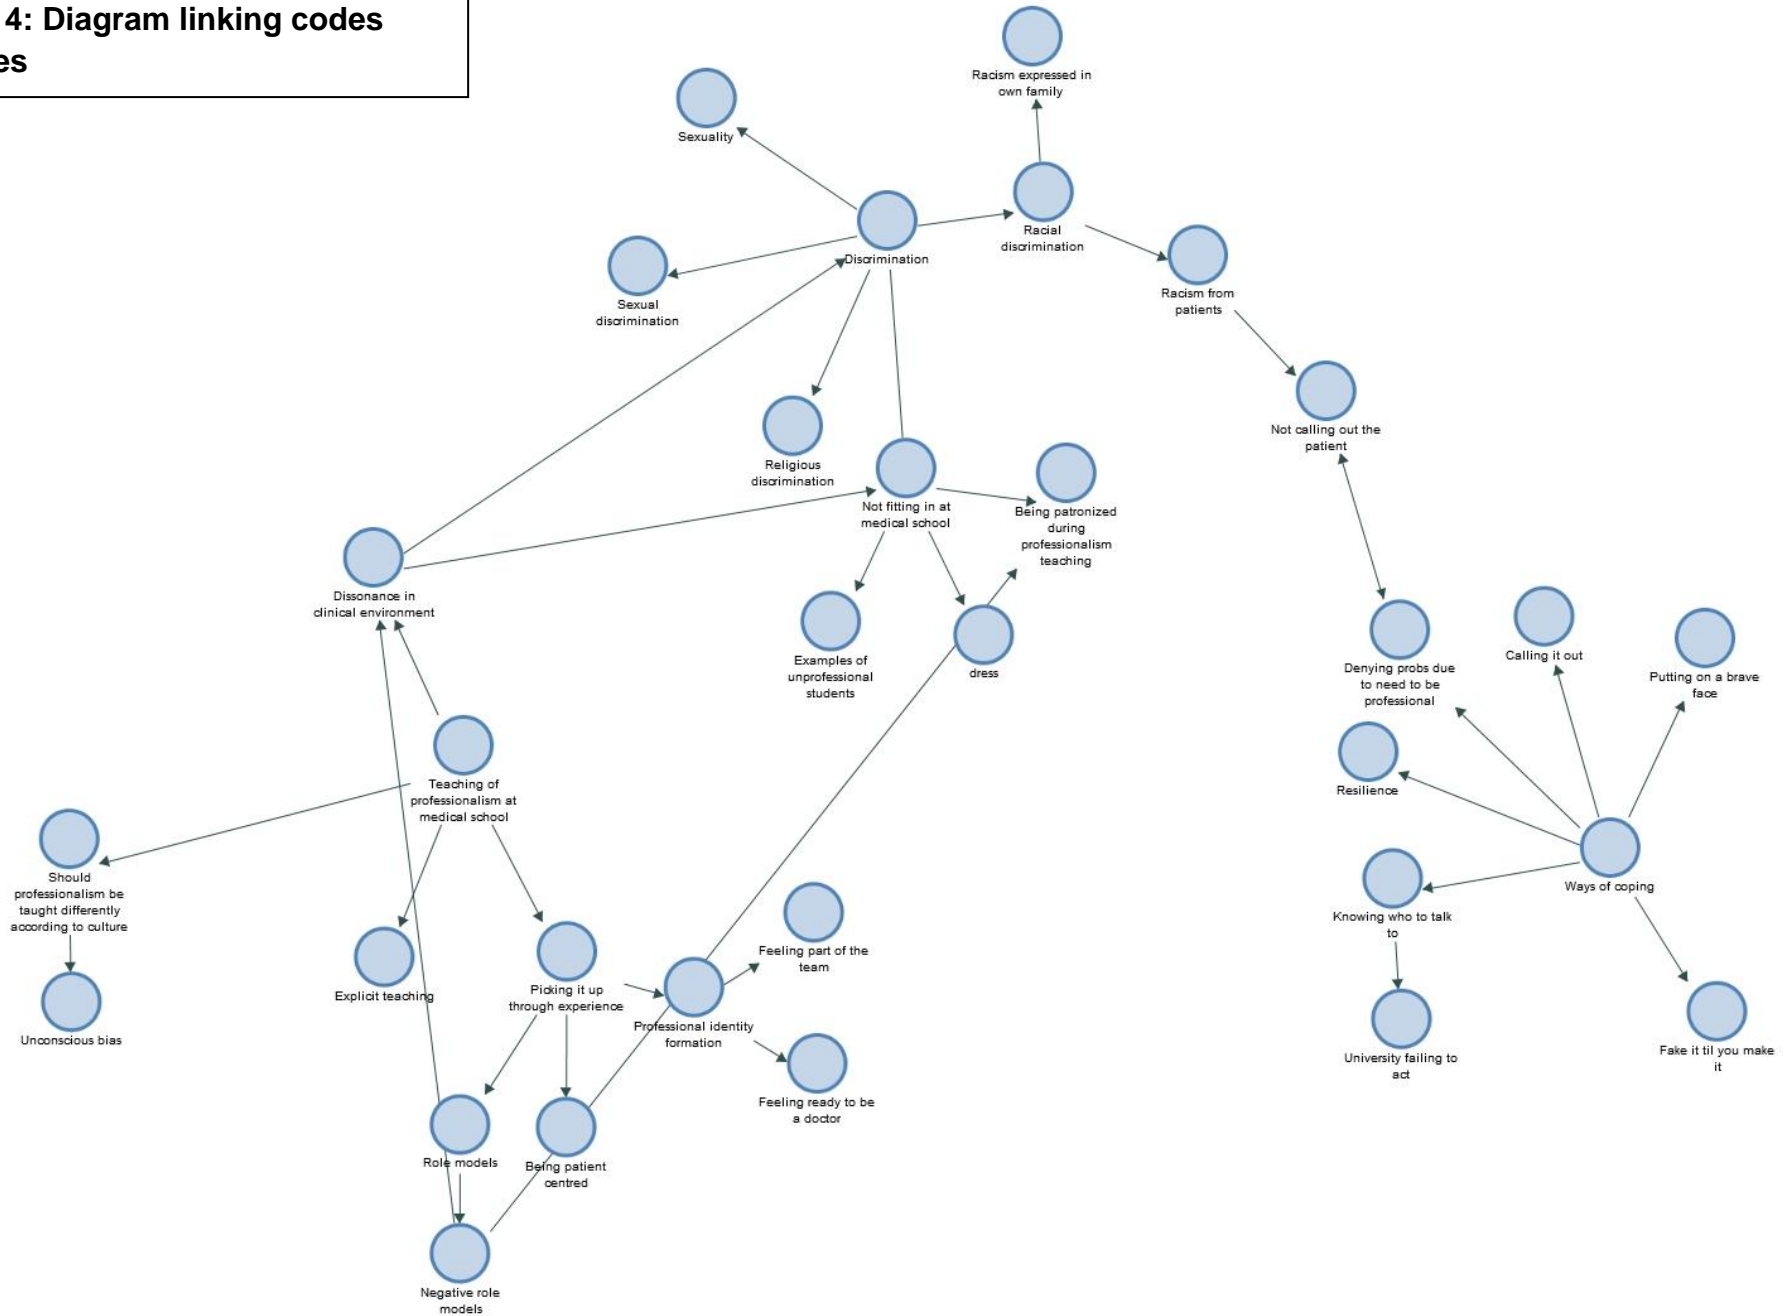 4: Diagram linking codes
es
Racism expressed in
own family
Sexuality
Racial
discrimination
Discrimination
Racism from
patients
Sexual
discrimination
Not calling out the
patient
Religious
discrimination
Not fitting in at
medical school
Being patronized
during
professionalism
teaching
Dissonance in
clinical environment
Examples of
unprofessional
students
dress
Denying probs due
to need to be
professional
Calling it out
Putting on a brave
face
Resilience
Teaching of
professionalism at
medical school
Should
professionalism be
taught differently
according to culture
Ways of coping
Knowing who to talk
to
Feeling part of the
team
Explicit teaching
Picking it up
through experience
Professional identity
formation
Unconscious bias
University failing to
act
Fake it til you make
it
Feeling ready to be
a doctor
Role models
Being patient
centred
Negative role
models